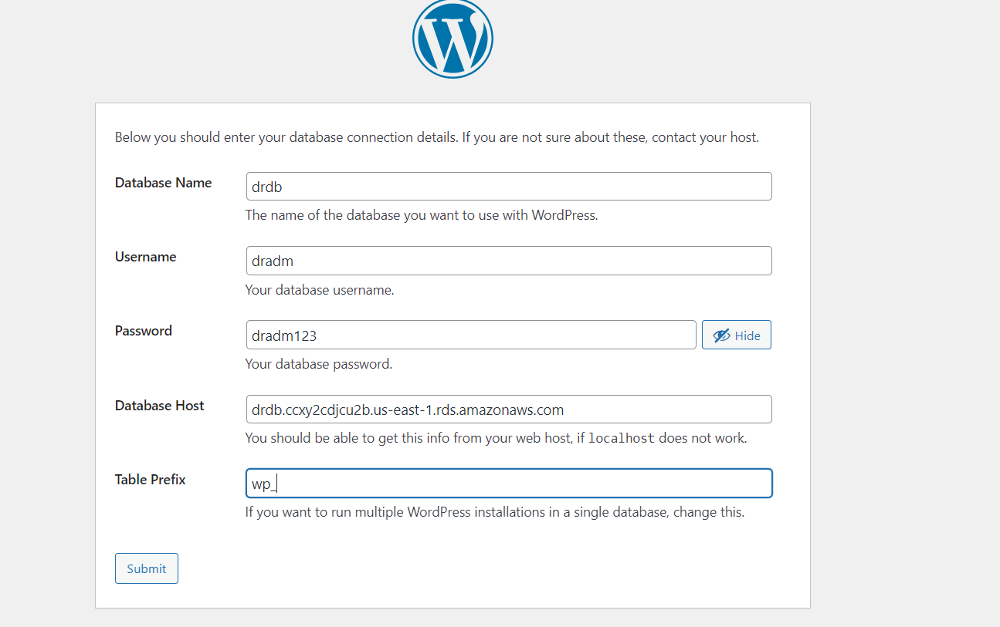 Below you should enter your database connection details. If you are not sure about these, contact your host.
Database Name
drdb
The name of the database you want to use with WordPress.
Username
dradm
Your database username.
Password
dradm123
Hide
Your database password.
Database Host
drdb.ccxy2cdjcu2b.us-east-1.rds.amazonaws.com
You should be able to get this info from your web host, if localhost does not work.
Table Prefix
wp_
If you want to run multiple WordPress installations in a single database, change this.
Submit